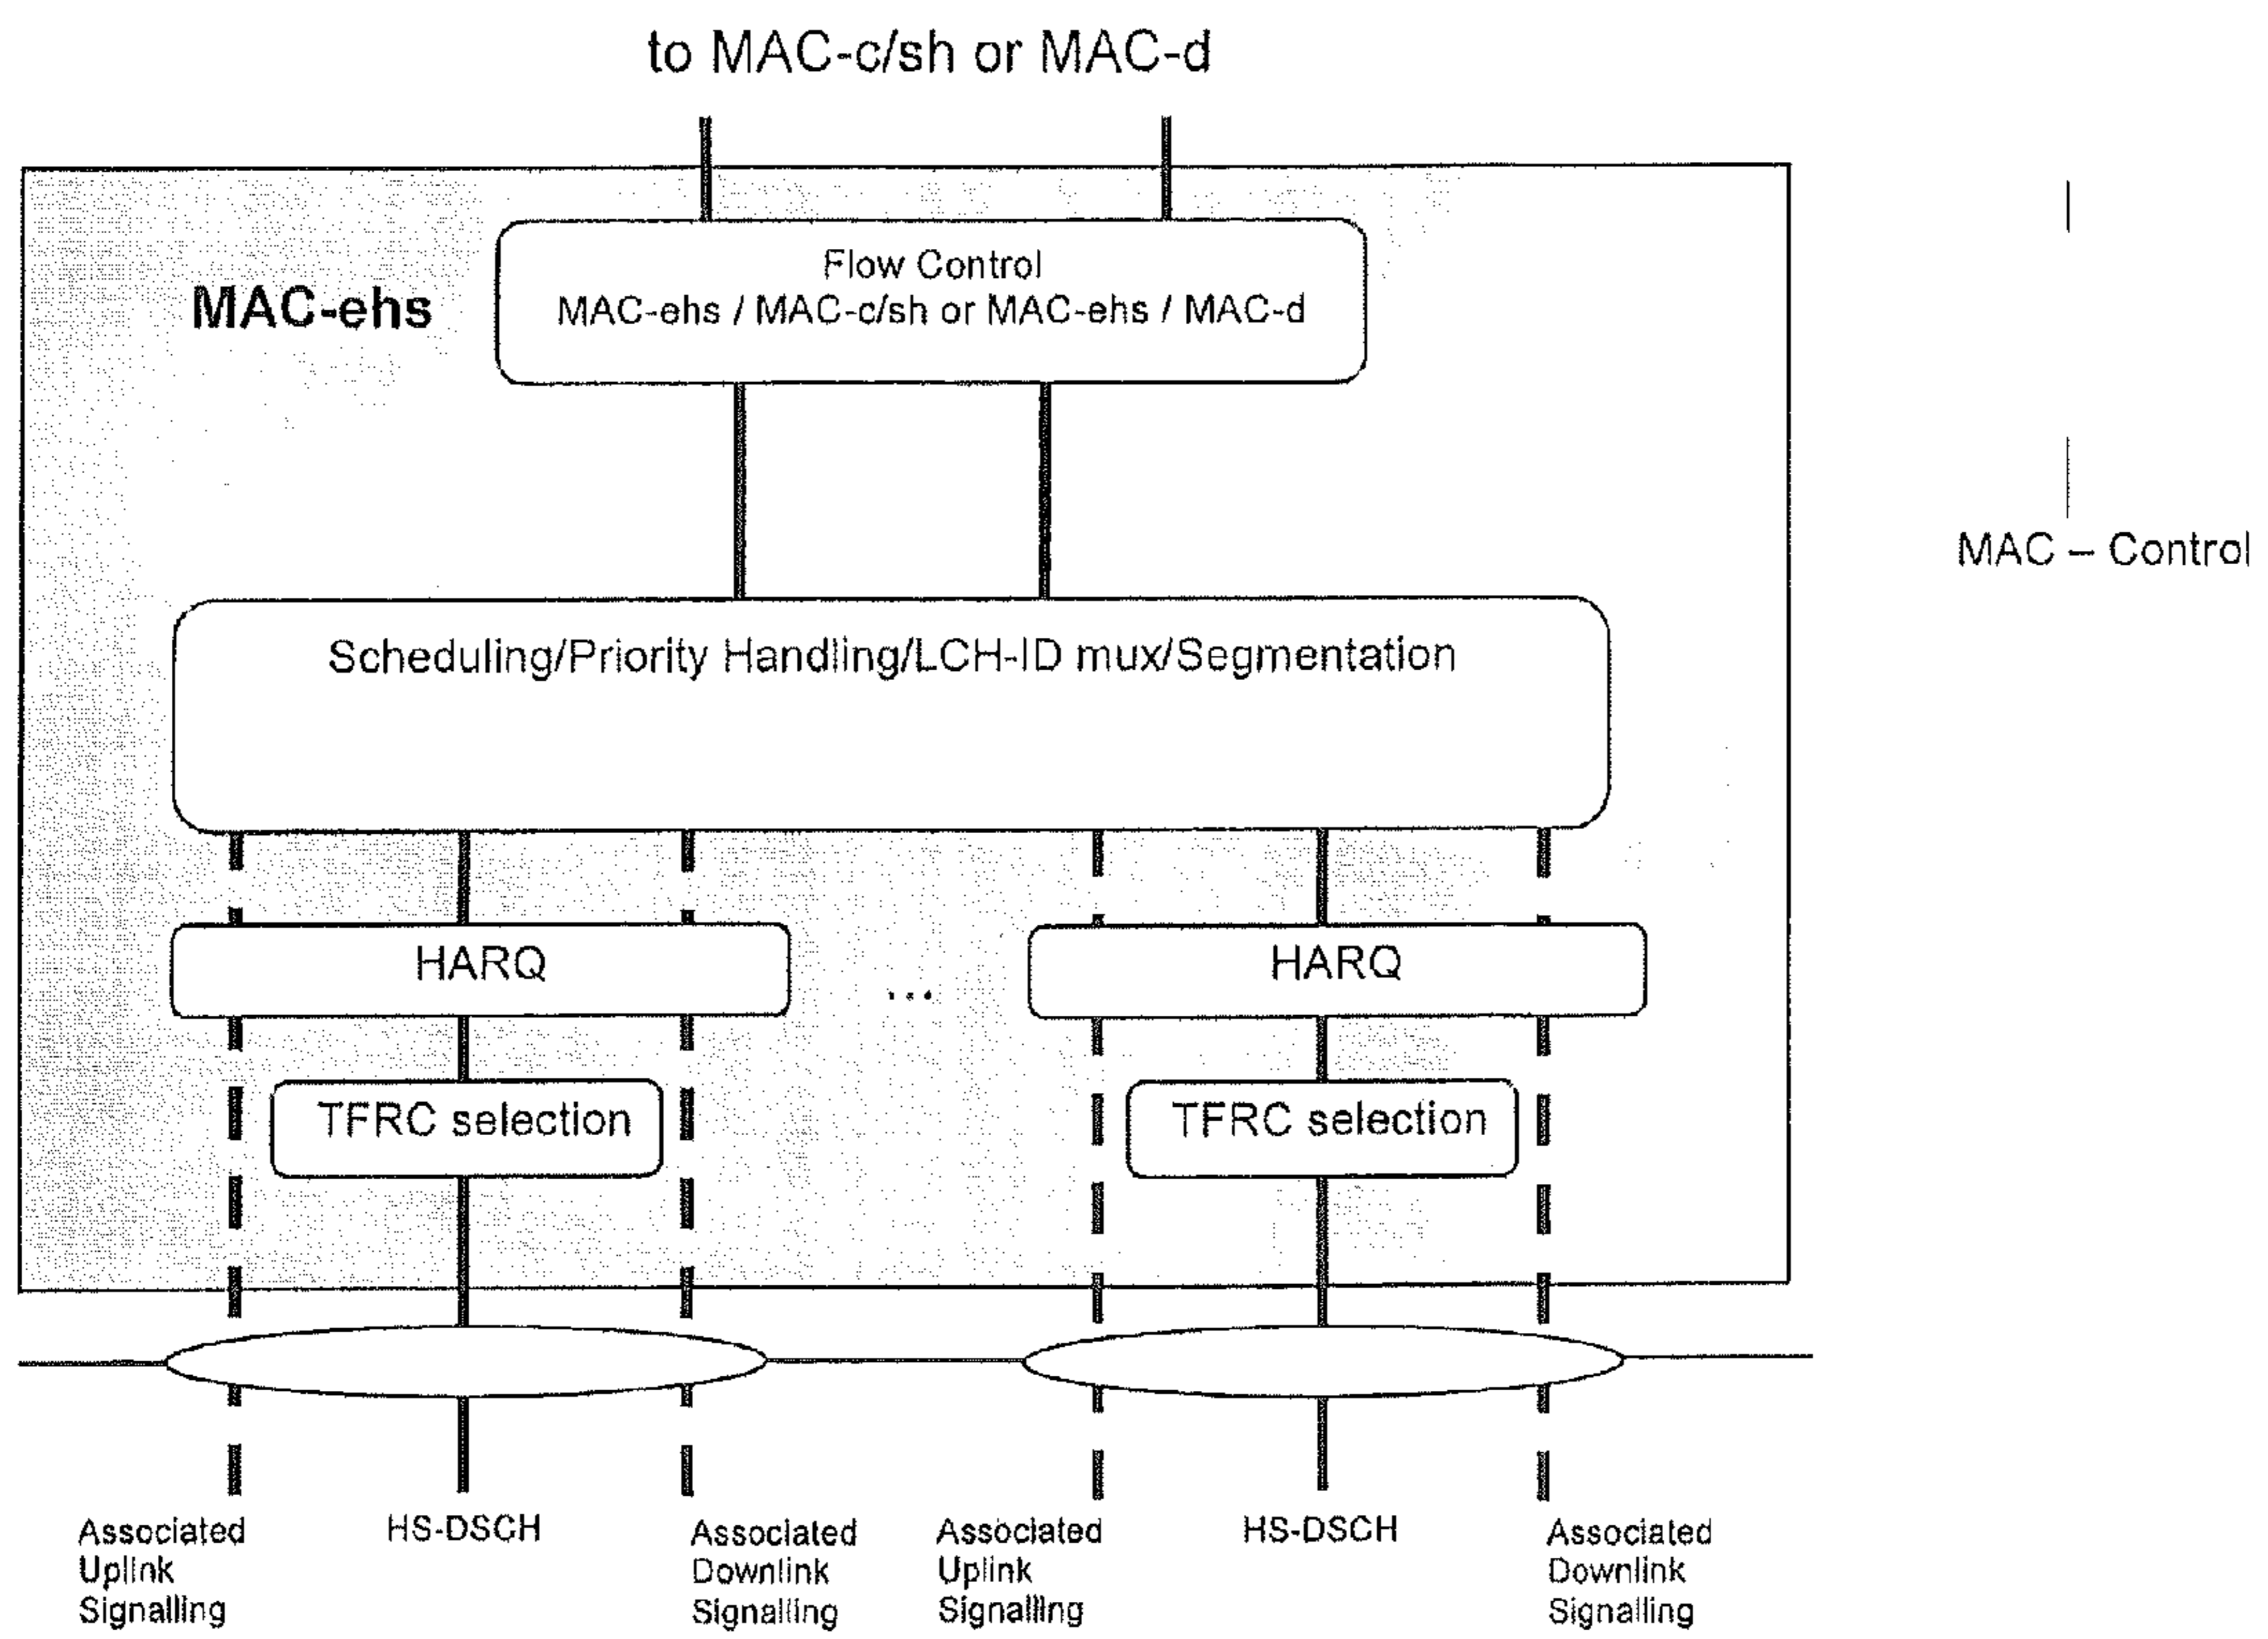 to MAC-c/sh or MAC-d
Flow Control
MAC-ehs / MAC-c/sh or MAC-ehs / MAC-d
MAC-ehs
MAC – Control
Scheduling/Priority Handling/LCH-ID mux/Segmentation
HARQ
...
HARQ
TFRC selection
TFRC selection
Associated
Uplink
Signalling
HS-DSCH
Associated
Downlink
Signalling
Associated
Uplink
Signalling
HS-DSCH
Associated
Downlink
Signalling